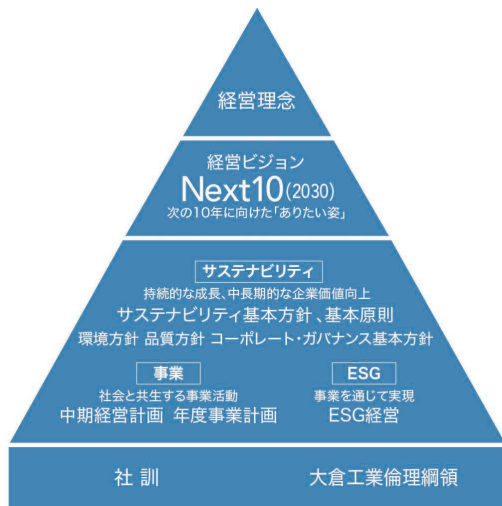 経営理念
経営ビジョン
Next10(2030)
次の10年に向けた「ありたい姿」
サステナビリティ
持続的な成長、中長期的な企業価値向上
サステナビリティ基本方針、基本原則
環境方針 品質方針 コーポレート・ガバナンス基本方針
事業
社会と共生する事業活動
中期経営計画 年度事業計画
ESG
事業を通じて実現
ESG経営
社訓
大倉工業倫理綱領